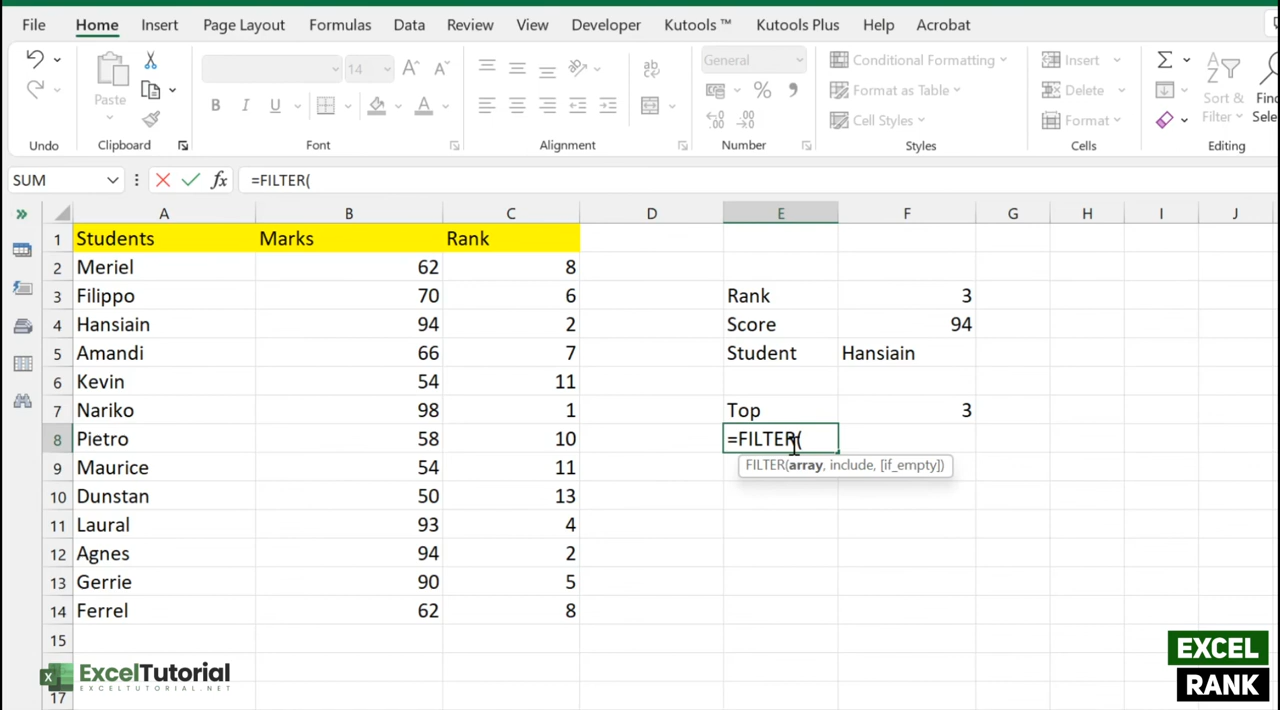 File Home Insert Page Layout Formulas Data Review View Developer Kutools ™ Kutools Plus Help Acrobat
14 General Conditional Formatting Insert
Paste Format as Table Delete Sort & Find
Cell Styles Format Filter Sele
Undo Clipboard Font Alignment Number Styles Cells Editing
SUM fx =FILTER(
A B C D E F G H I J
1 Students Marks Rank
2 Meriel 62 8
3 Filippo 70 6 Rank 3
4 Hansiain 94 2 Score 94
5 Amandi 66 7 Student Hansiain
6 Kevin 54 11
7 Nariko 98 1 Top 3
8 Pietro 58 10 =FILTER(
9 Maurice 54 11 FILTER(array, include, [if_empty])
10 Dunstan 50 13
11 Laural 93 4
12 Agnes 94 2
13 Gerrie 90 5
14 Ferrel 62 8
15
ExcelTutorial
EXCELTUTORIAL.NET
17
EXCEL
RANK